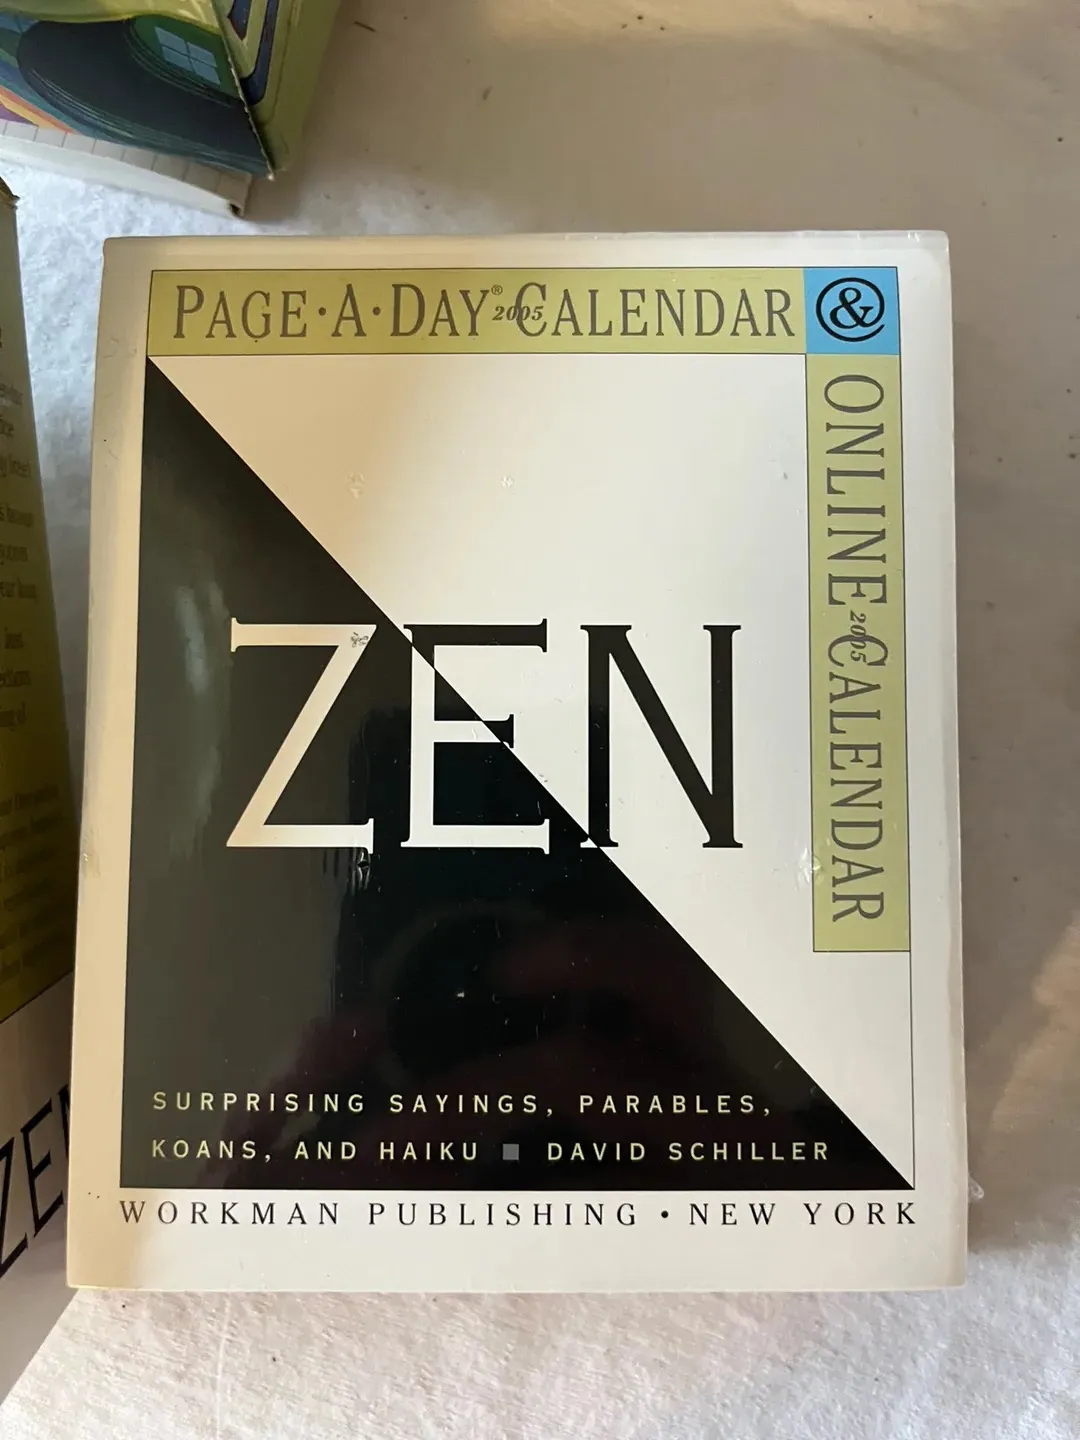 PAGE·A·DAY® 2005 CALENDAR &
ONLINE 2005 CALENDAR
ZEN
SURPRISING SAYINGS, PARABLES,
KOANS, AND HAIKU ■ DAVID SCHILLER
WORKMAN PUBLISHING • NEW YORK
ZEN